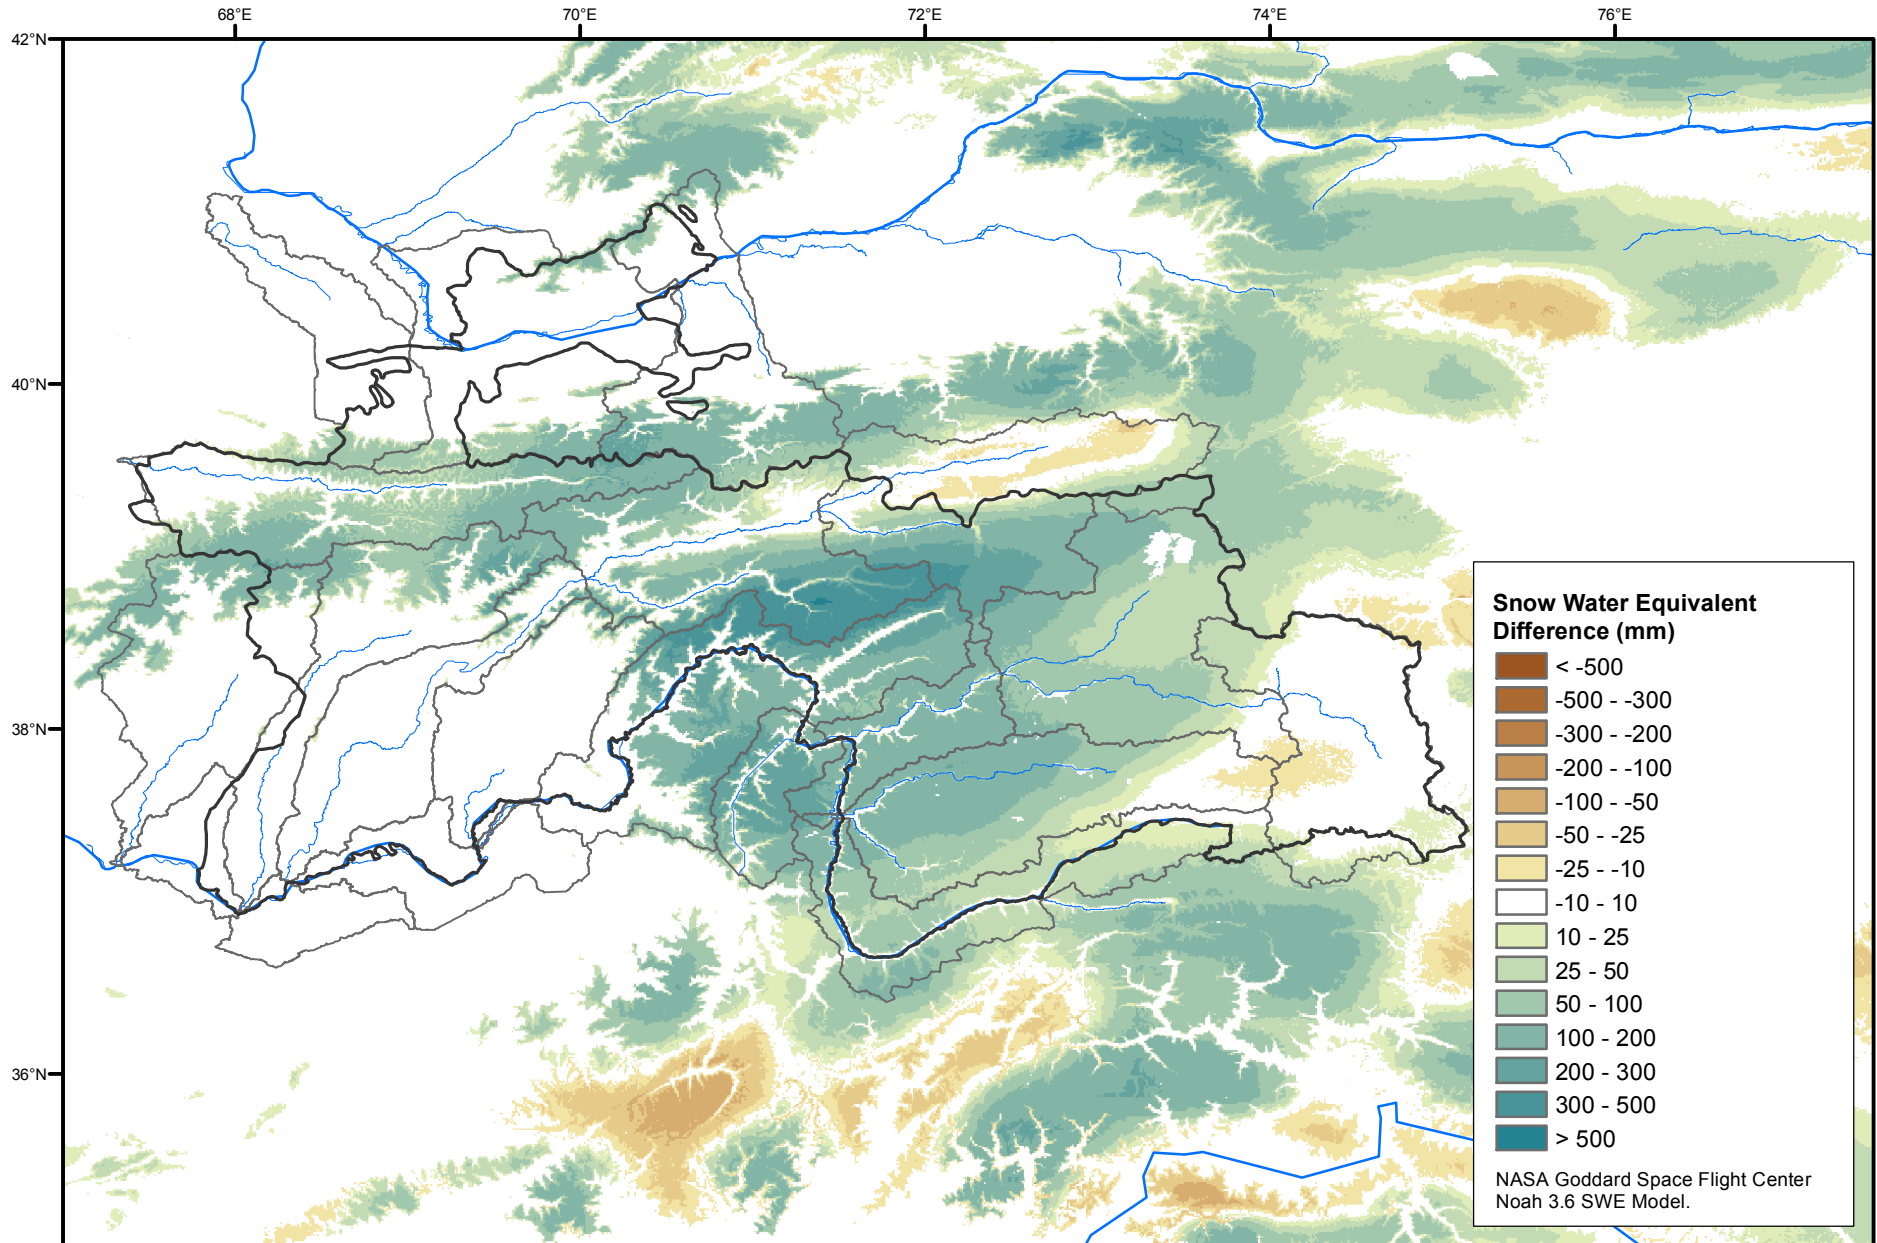 68°E
70°E
72°E
74°E
76°E
42°N
40°N
38°N
36°N
Snow Water Equivalent
Difference (mm)
< -500
-500 - -300
-300 - -200
-200 - -100
-100 - -50
-50 - -25
-25 - -10
-10 - 10
10 - 25
25 - 50
50 - 100
100 - 200
200 - 300
300 - 500
> 500
NASA Goddard Space Flight Center
Noah 3.6 SWE Model.